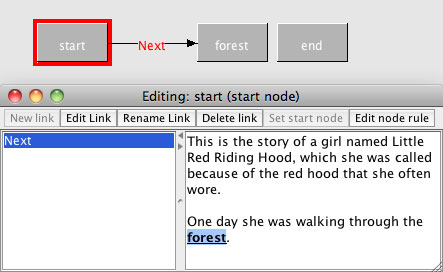 start
Next
forest
end
Editing: start (start node)
New link
Edit Link
Rename Link
Delete link
Set start node
Edit node rule
Next
This is the story of a girl named Little
Red Riding Hood, which she was called
because of the red hood that she often
wore.
One day she was walking through the
forest.